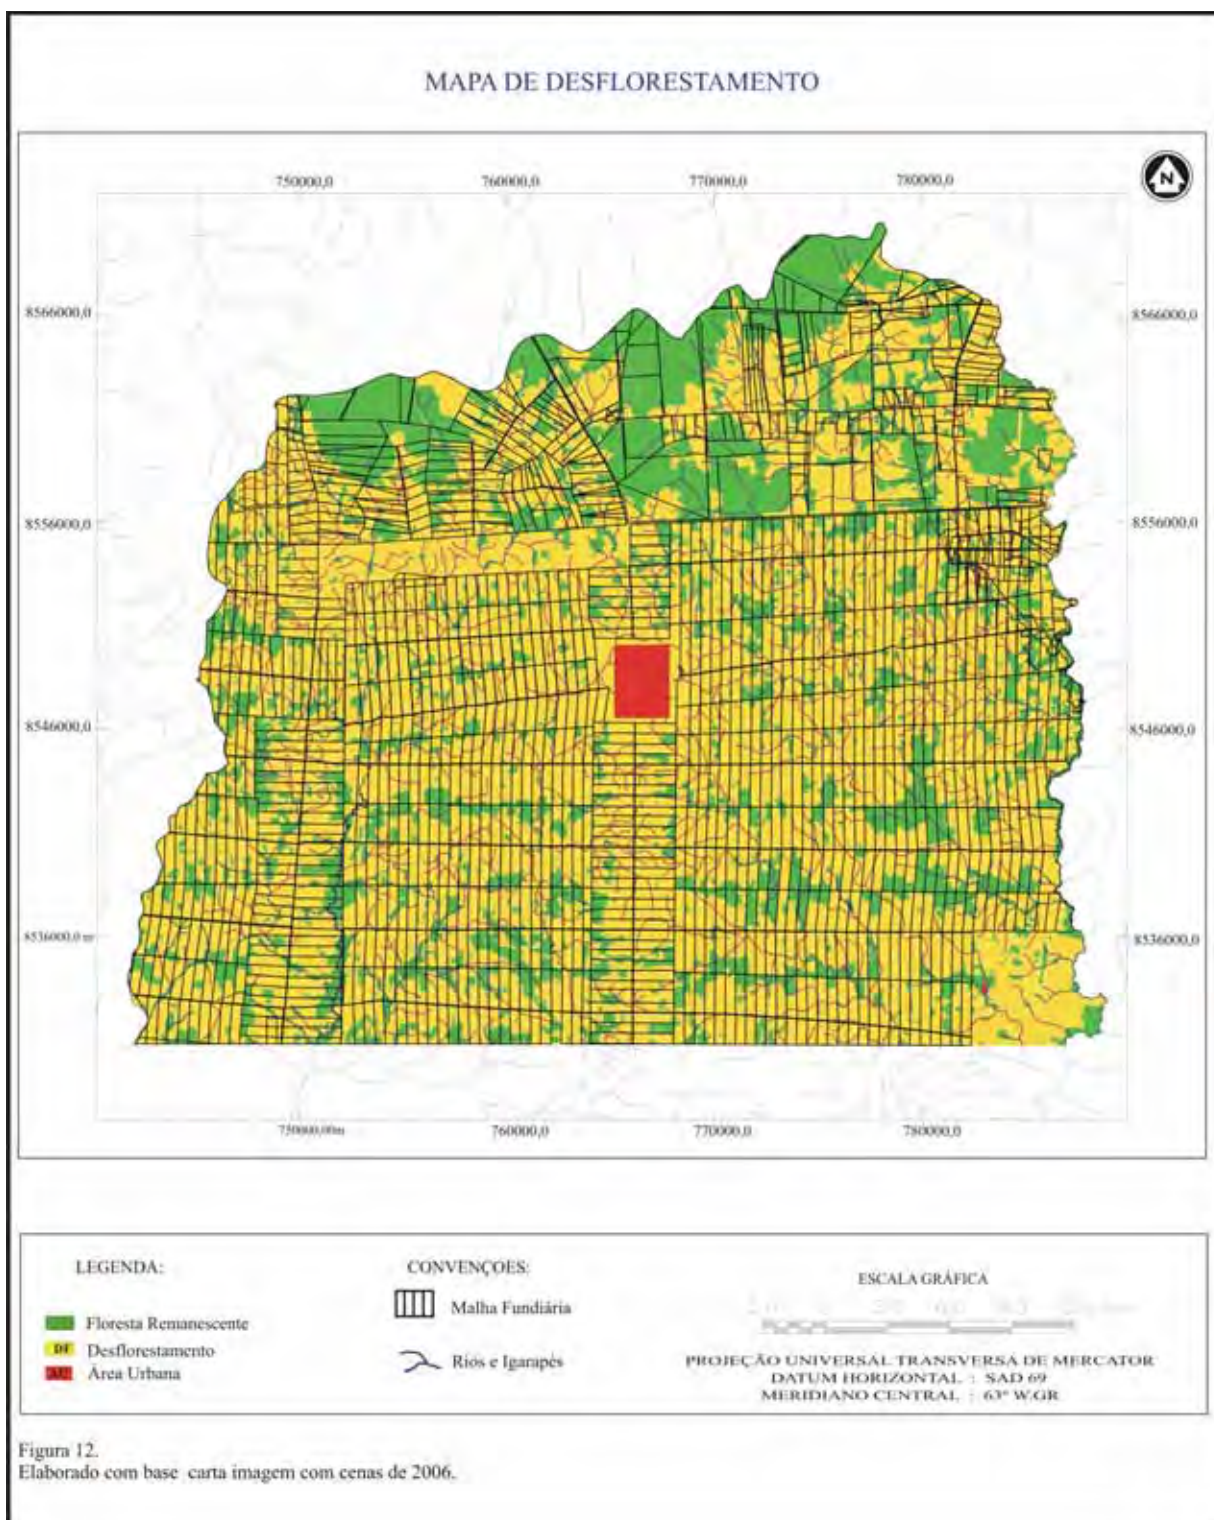 MAPA DE DESFLORESTAMENTO
750000,0 760000,0 770000,0 780000,0
N
8566000,0 8566000,0
8556000,0 8556000,0
8546000,0 8546000,0
8536000,0 m 8536000,0
750000,00m 760000,0 770000,0 780000,0
LEGENDA:
Floresta Remanescente
DF Desflorestamento
AU Área Urbana
CONVENÇOES:
Malha Fundiária
Rios e Igarapés
ESCALA GRÁFICA
PROJEÇÃO UNIVERSAL TRANSVERSA DE MERCATOR
DATUM HORIZONTAL : SAD 69
MERIDIANO CENTRAL : 63° W.GR
Figura 12.
Elaborado com base carta imagem com cenas de 2006.